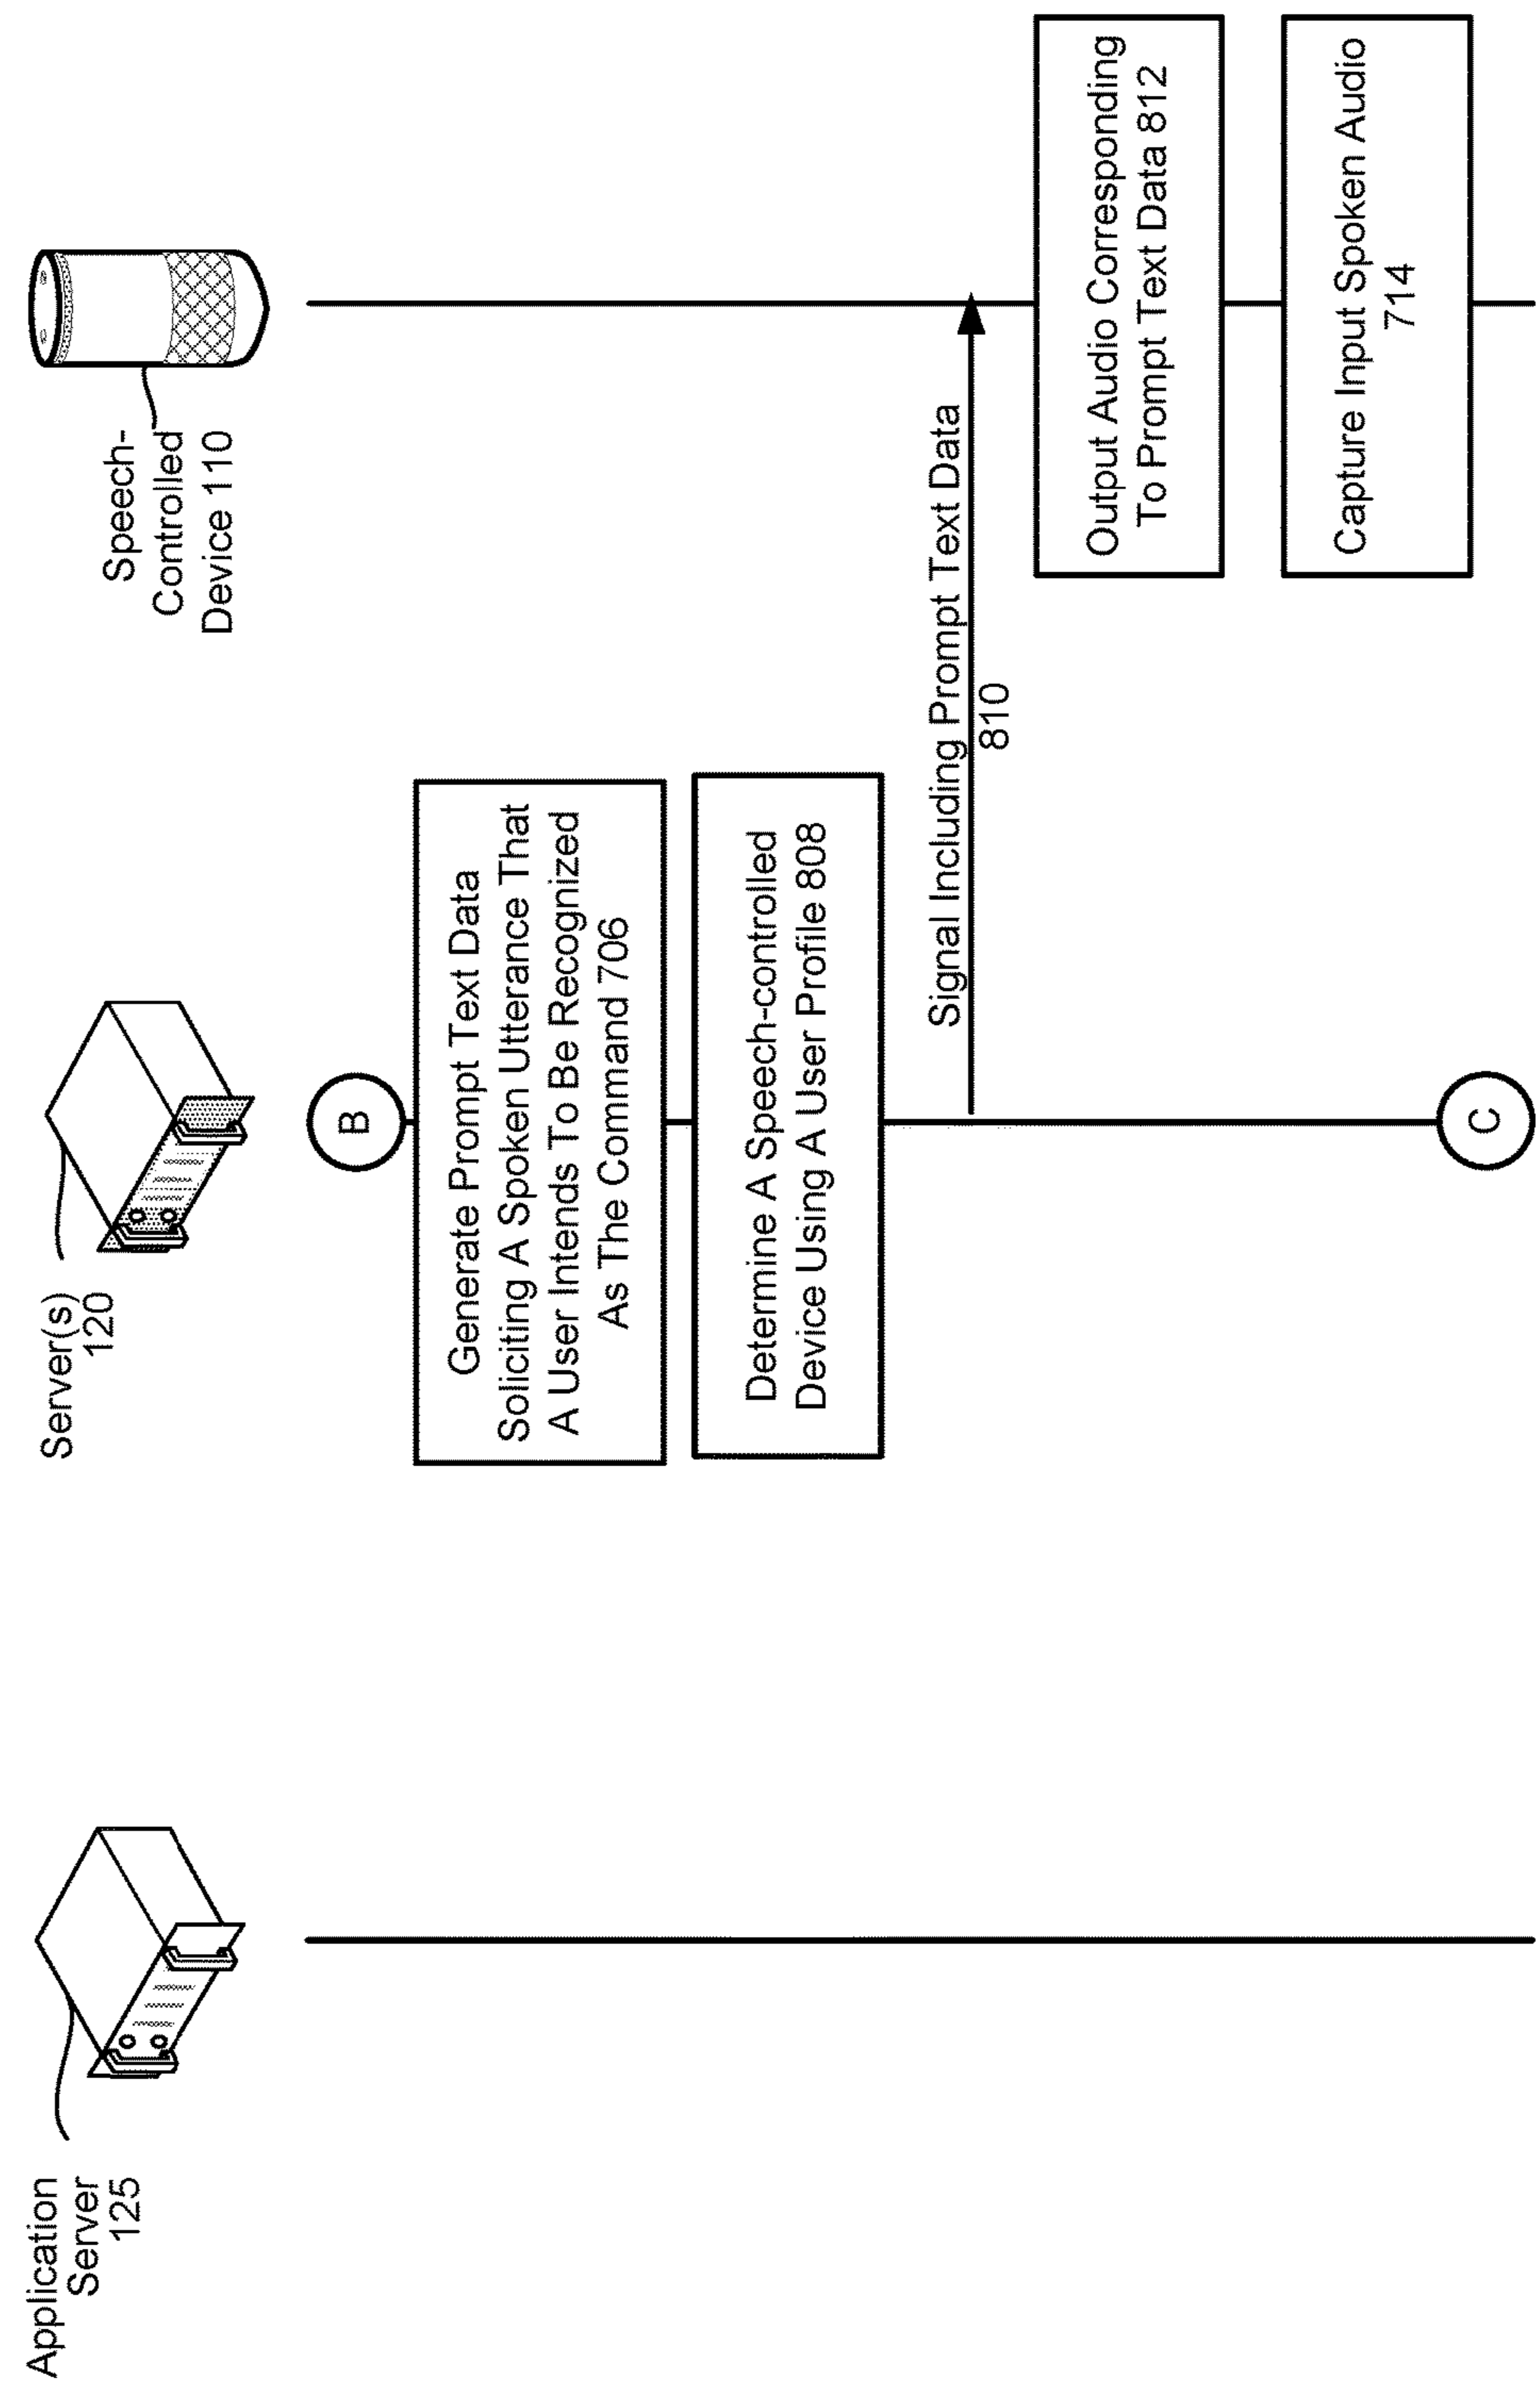 Application
Server
125
Server(s)
120
Speech-
Controlled
Device 110
B
Generate Prompt Text Data
Soliciting A Spoken Utterance That
A User Intends To Be Recognized
As The Command 706
Determine A Speech-controlled
Device Using A User Profile 808
Signal Including Prompt Text Data
810
Output Audio Corresponding
To Prompt Text Data 812
Capture Input Spoken Audio
714
C